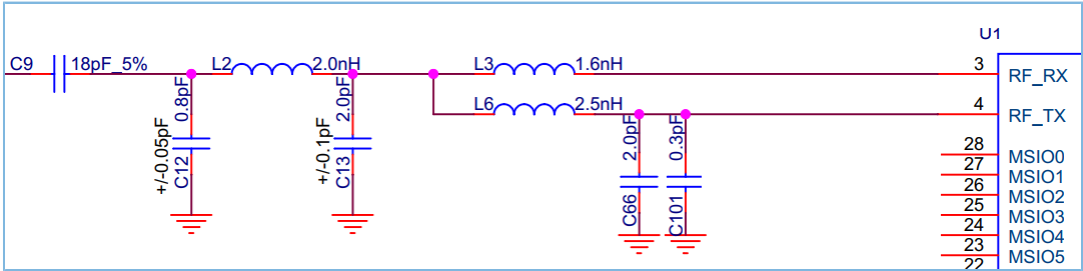 U1
C9
18pF_5%
L2
2.0nH
L3
1.6nH
3
RF_RX
L6
2.5nH
4
RF_TX
+/-0.05pF
C12
0.8pF
+/-0.1pF
C13
2.0pF
C66
2.0pF
C101
0.3pF
28
MSIO0
27
MSIO1
26
MSIO2
25
MSIO3
24
MSIO4
23
MSIO5
22